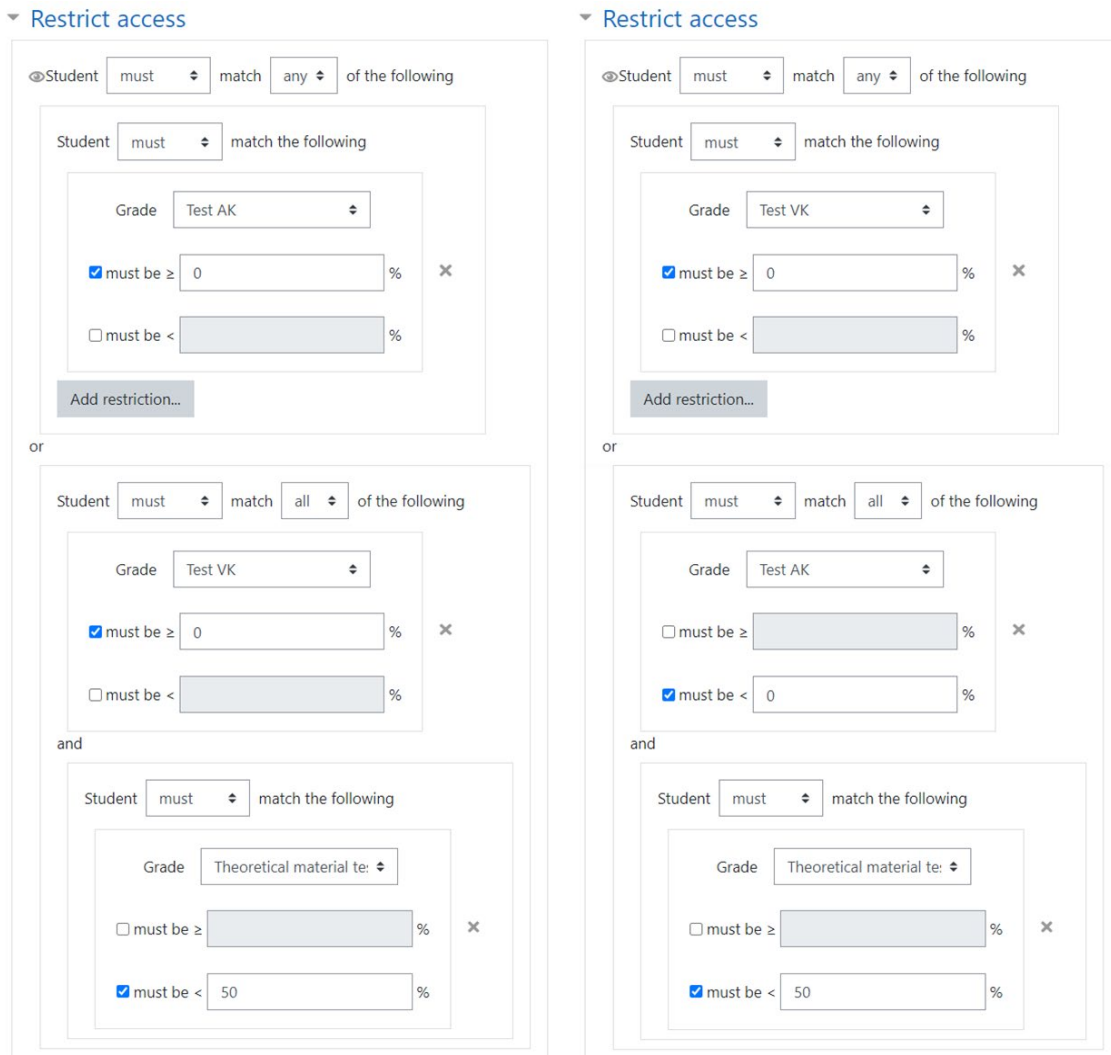 Restrict access
Student must match any of the following
Student must match the following
Grade Test AK
must be ≥ 0 %
must be < %
Add restriction...
or
Student must match all of the following
Grade Test VK
must be ≥ 0 %
must be < %
and
Student must match the following
Grade Theoretical material te:
must be ≥ %
must be < 50 %
Restrict access
Student must match any of the following
Student must match the following
Grade Test VK
must be ≥ 0 %
must be < %
Add restriction...
or
Student must match all of the following
Grade Test AK
must be ≥ %
must be < 0 %
and
Student must match the following
Grade Theoretical material te:
must be ≥ %
must be < 50 %